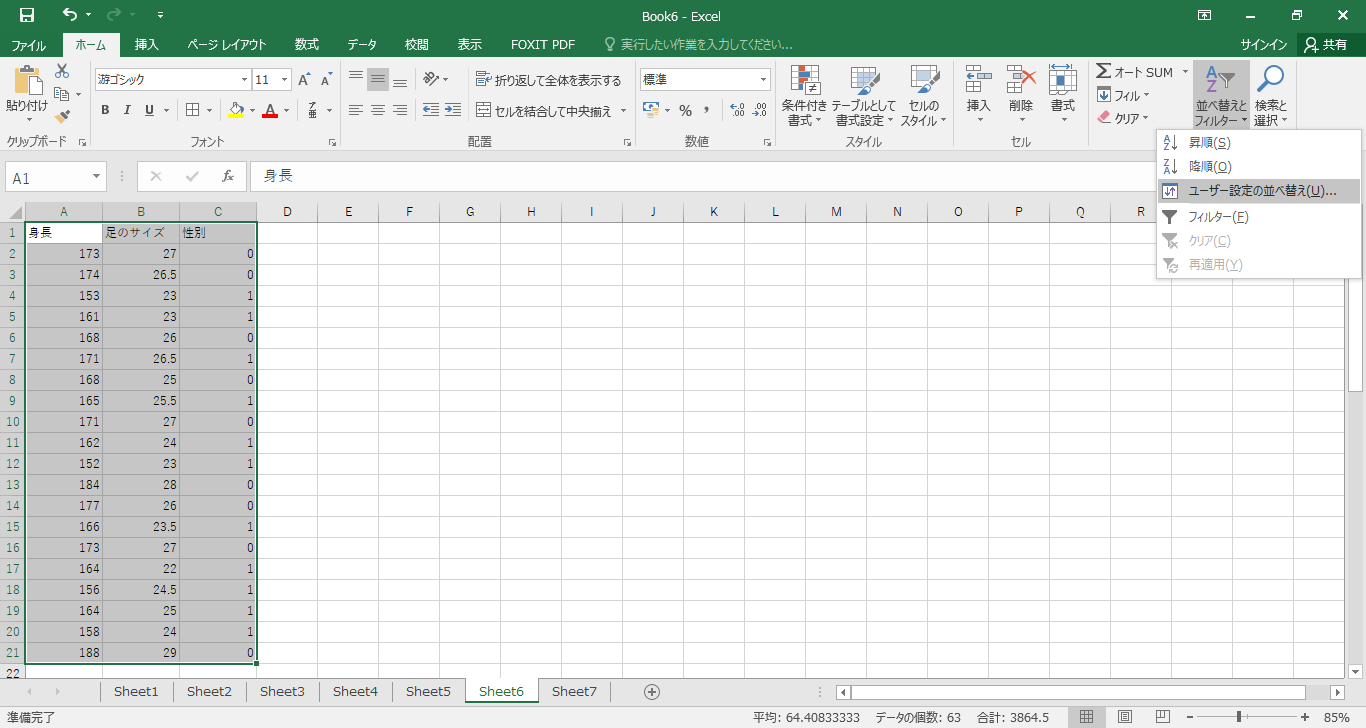 Book6 - Excel
ファイル ホーム 挿入 ページ レイアウト 数式 データ 校閲 表示 FOXIT PDF 実行したい作業を入力してください... サインイン 共有
貼り付け
クリップボード
游ゴシック 11
B I U
フォント
折り返して全体を表示する
セルを結合して中央揃え
配置
標準
% ,
数値
条件付き書式 テーブルとして書式設定 セルのスタイル
スタイル
挿入 削除 書式
セル
オート SUM
フィル
クリア
並べ替えとフィルター 検索と選択
昇順(S)
降順(O)
ユーザー設定の並べ替え(U)...
フィルター(F)
クリア(C)
再適用(Y)
A1 fx 身長
A B C D E F G H I J K L M N O P Q R
1 身長 足のサイズ 性別
2 173 27 0
3 174 26.5 0
4 153 23 1
5 161 23 1
6 168 26 0
7 171 26.5 1
8 168 25 0
9 165 25.5 1
10 171 27 0
11 162 24 1
12 152 23 1
13 184 28 0
14 177 26 0
15 166 23.5 1
16 173 27 0
17 164 22 1
18 156 24.5 1
19 164 25 1
20 158 24 1
21 188 29 0
22
Sheet1 Sheet2 Sheet3 Sheet4 Sheet5 Sheet6 Sheet7
準備完了 平均: 64.40833333 データの個数: 63 合計: 3864.5 85%